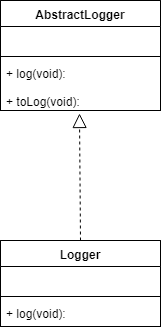 AbstractLogger
+ log(void):
+ toLog(void):
Logger
+ log(void):